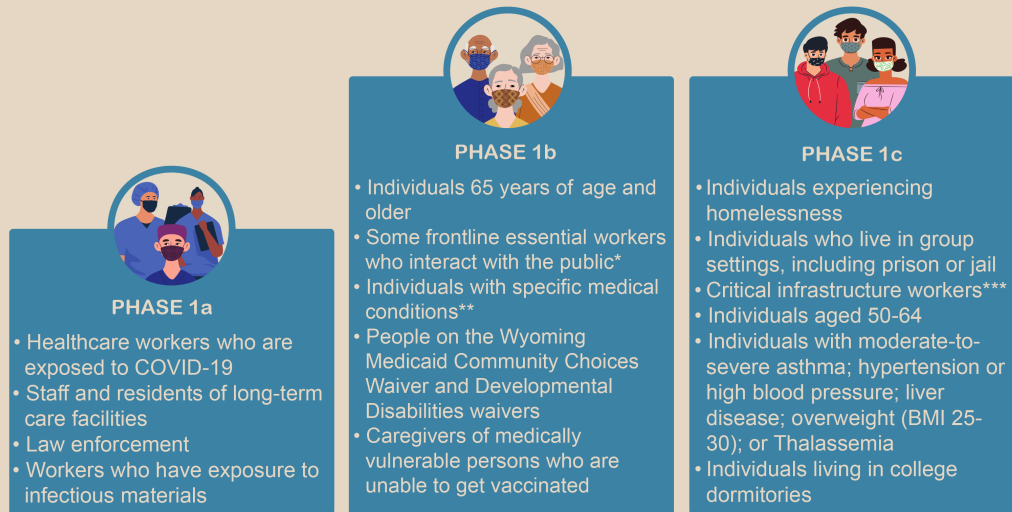 PHASE 1a
• Healthcare workers who are
exposed to COVID-19
• Staff and residents of long-term
care facilities
• Law enforcement
• Workers who have exposure to
infectious materials
PHASE 1b
• Individuals 65 years of age and
older
• Some frontline essential workers
who interact with the public*
• Individuals with specific medical
conditions**
• People on the Wyoming
Medicaid Community Choices
Waiver and Developmental
Disabilities waivers
• Caregivers of medically
vulnerable persons who are
unable to get vaccinated
PHASE 1c
• Individuals experiencing
homelessness
• Individuals who live in group
settings, including prison or jail
• Critical infrastructure workers***
• Individuals aged 50-64
• Individuals with moderate-to-
severe asthma; hypertension or
high blood pressure; liver
disease; overweight (BMI 25-
30); or Thalassemia
• Individuals living in college
dormitories